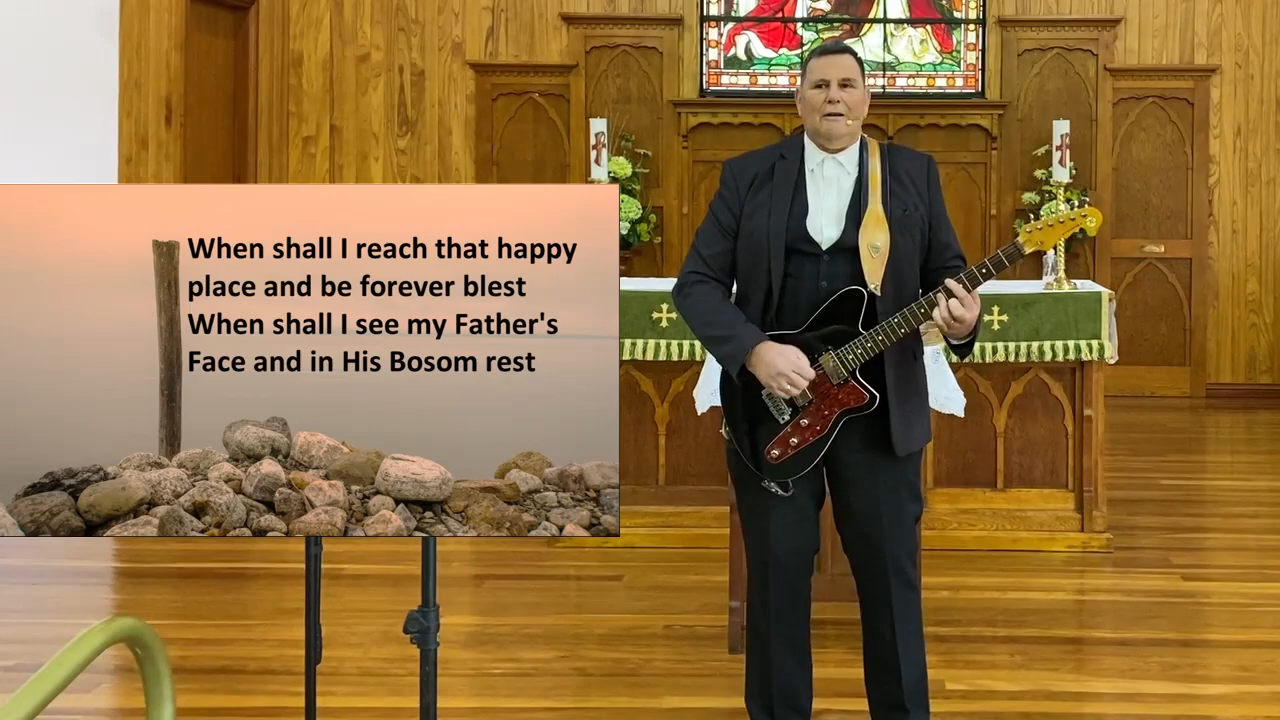 When shall I reach that happy
place and be forever blest
When shall I see my Father's
Face and in His Bosom rest